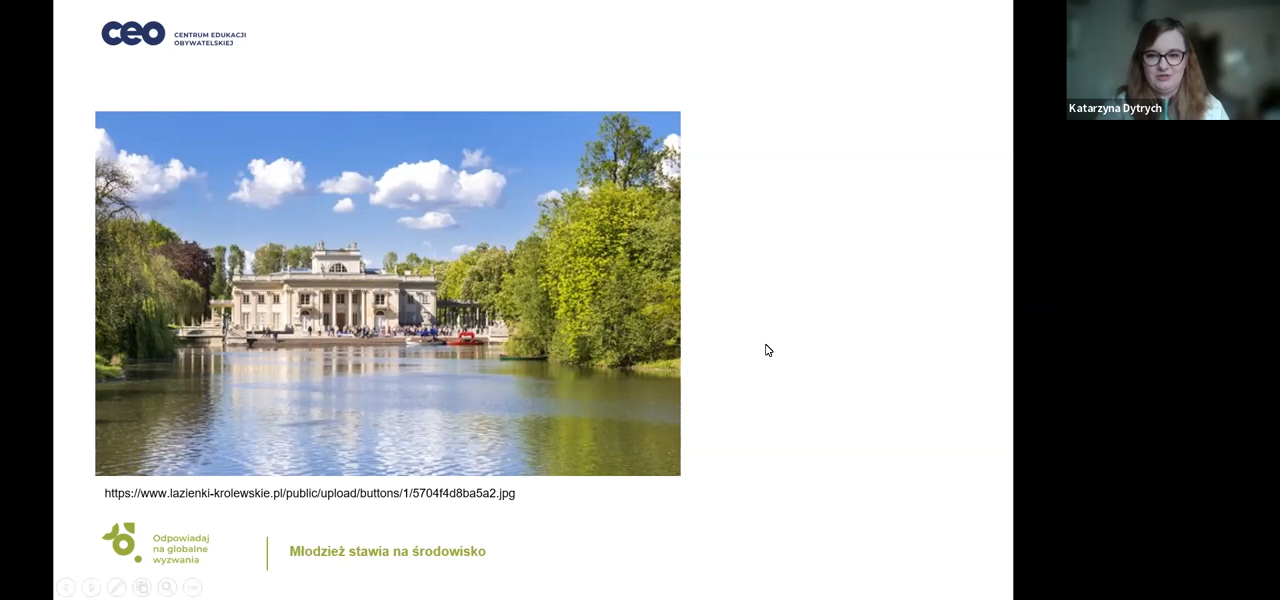 ceo
CENTRUM EDUKACJI
OBYWATELSKIEJ
Katarzyna Dytrych
https://www.lazienki-krolewskie.pl/public/upload/buttons/1/5704f4d8ba5a2.jpg
Odpowiadaj
na globalne
wyzwania
Młodzież stawia na środowisko